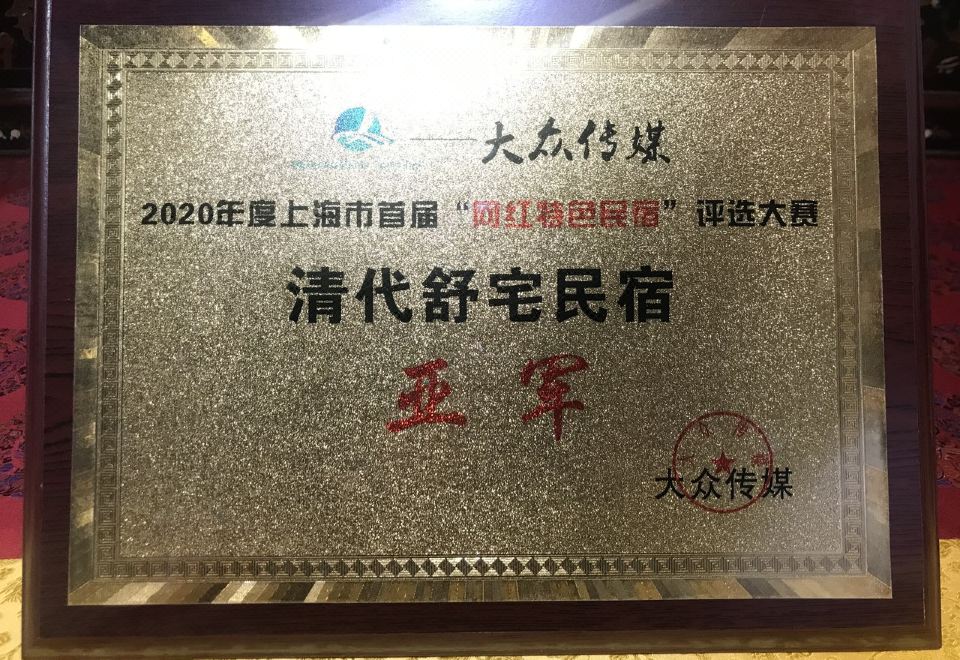 大众传媒
2020年度上海市首届“网红特色民宿”评选大赛
清代舒宅民宿
亚军
大众传媒